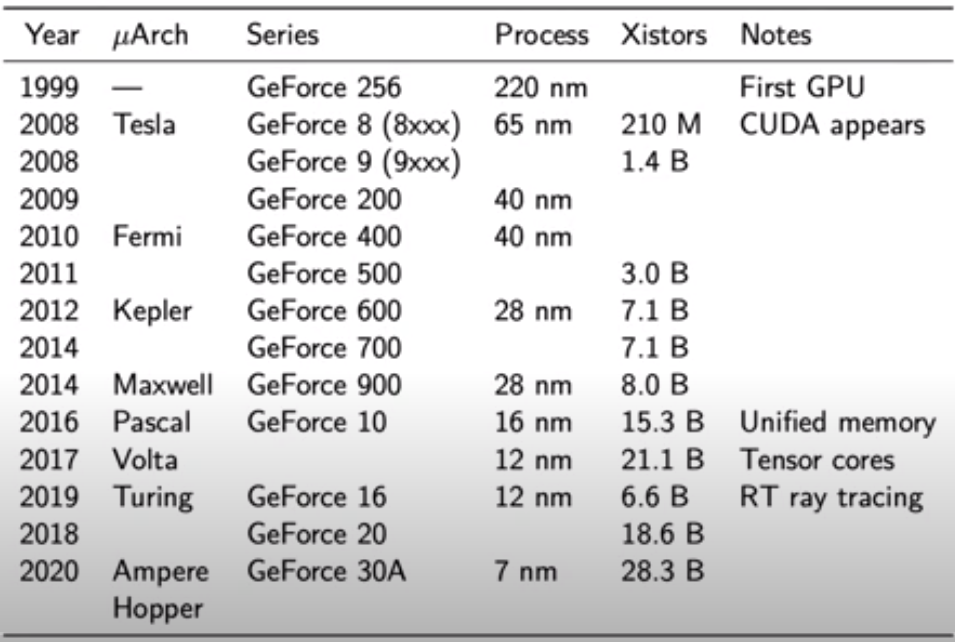 Year μArch Series Process Xistors Notes
1999 — GeForce 256 220 nm First GPU
2008 Tesla GeForce 8 (8xxx) 65 nm 210 M CUDA appears
2008 GeForce 9 (9xxx) 1.4 B
2009 GeForce 200 40 nm
2010 Fermi GeForce 400 40 nm
2011 GeForce 500 3.0 B
2012 Kepler GeForce 600 28 nm 7.1 B
2014 GeForce 700 7.1 B
2014 Maxwell GeForce 900 28 nm 8.0 B
2016 Pascal GeForce 10 16 nm 15.3 B Unified memory
2017 Volta 12 nm 21.1 B Tensor cores
2019 Turing GeForce 16 12 nm 6.6 B RT ray tracing
2018 GeForce 20 18.6 B
2020 Ampere GeForce 30A 7 nm 28.3 B
Hopper